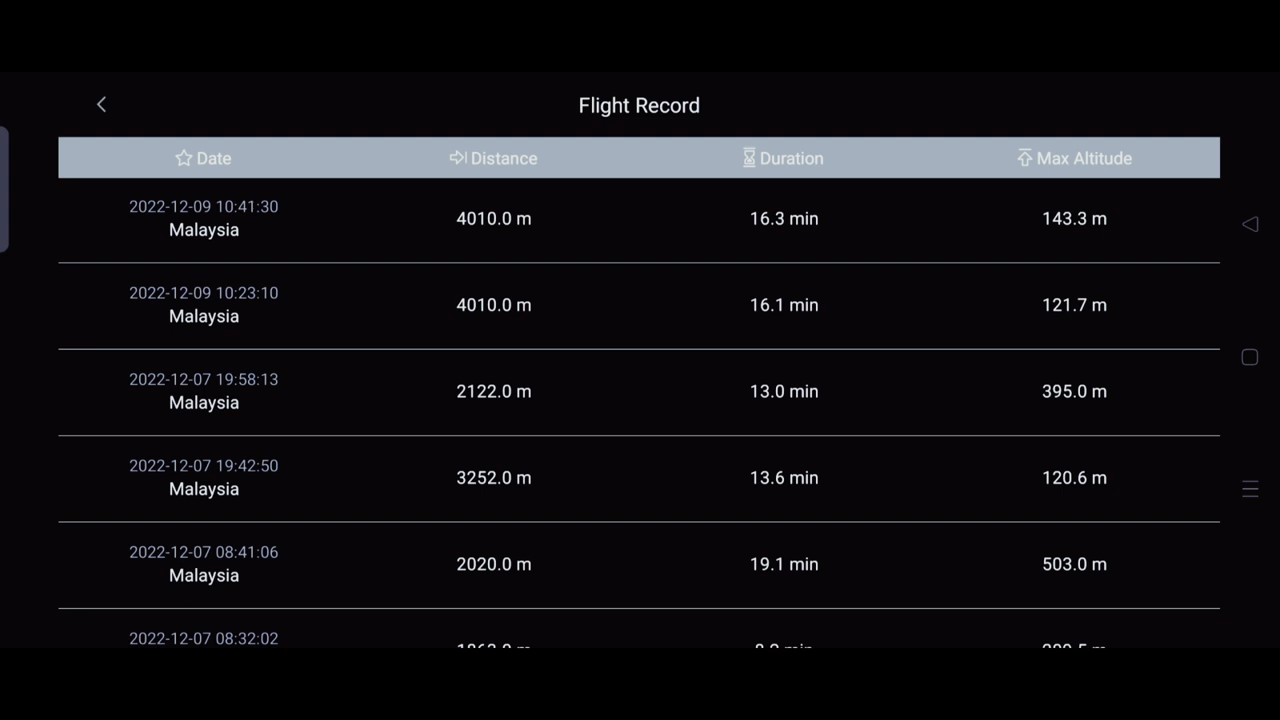 Flight Record
Date Distance Duration Max Altitude
2022-12-09 10:41:30
Malaysia 4010.0 m 16.3 min 143.3 m
2022-12-09 10:23:10
Malaysia 4010.0 m 16.1 min 121.7 m
2022-12-07 19:58:13
Malaysia 2122.0 m 13.0 min 395.0 m
2022-12-07 19:42:50
Malaysia 3252.0 m 13.6 min 120.6 m
2022-12-07 08:41:06
Malaysia 2020.0 m 19.1 min 503.0 m
2022-12-07 08:32:02